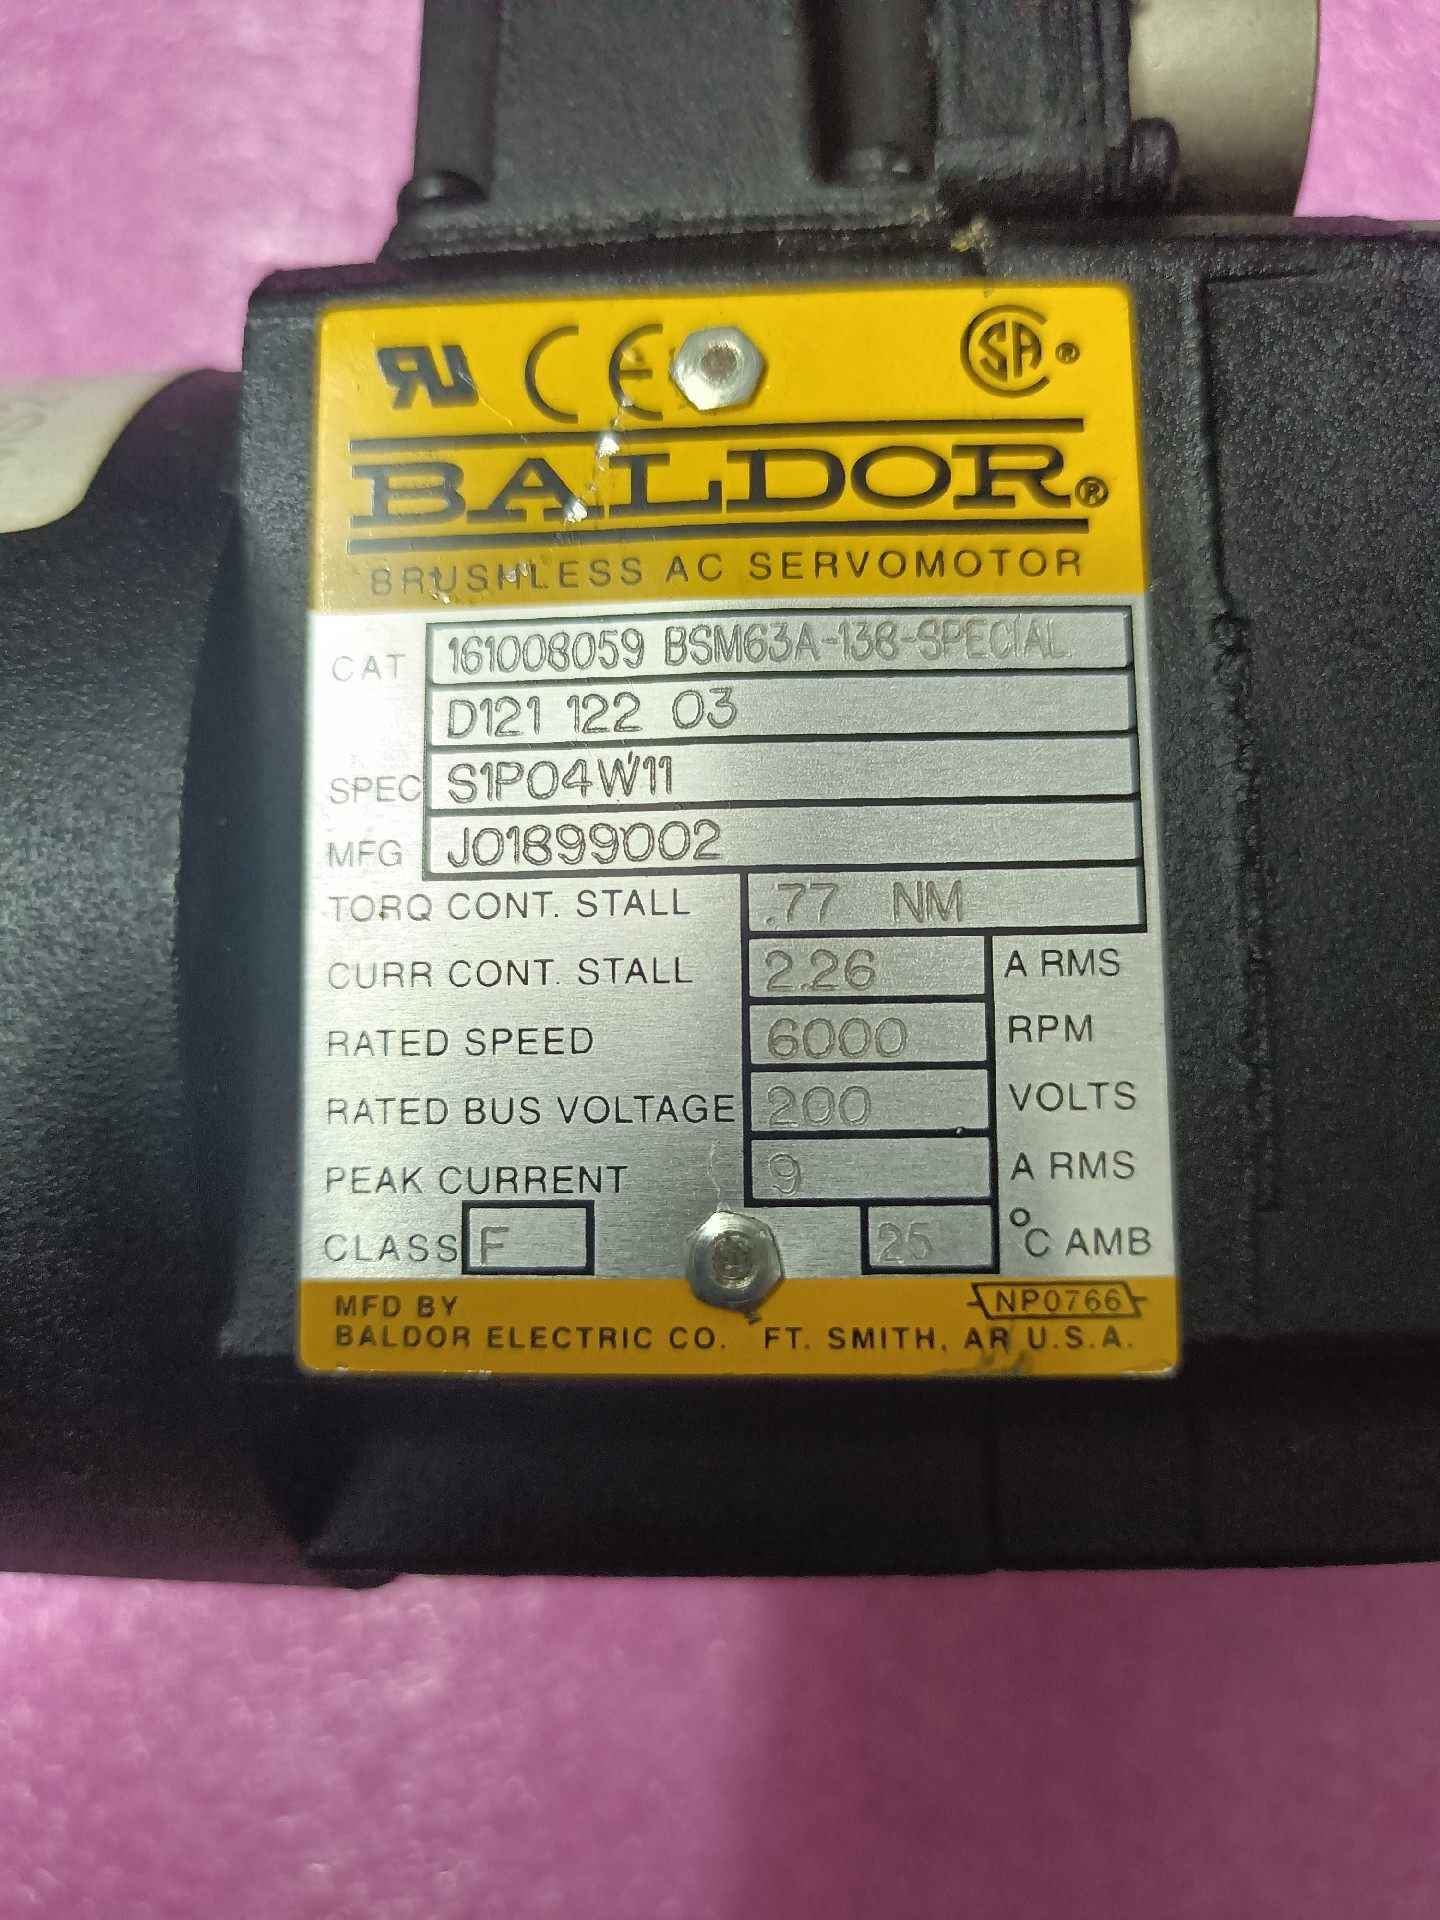 RU CE CSA®
BALDOR®
BRUSHLESS AC SERVOMOTOR
CAT 161008059 BSM63A-138-SPECIAL
D121 122 03
SPEC S1P04W11
MFG J01899002
TORQ CONT. STALL .77 NM
CURR CONT. STALL 2.26 A RMS
RATED SPEED 6000 RPM
RATED BUS VOLTAGE 200 VOLTS
PEAK CURRENT 9 A RMS
CLASS F 25 °C AMB
MFD BY NP0766
BALDOR ELECTRIC CO. FT. SMITH, AR U.S.A.